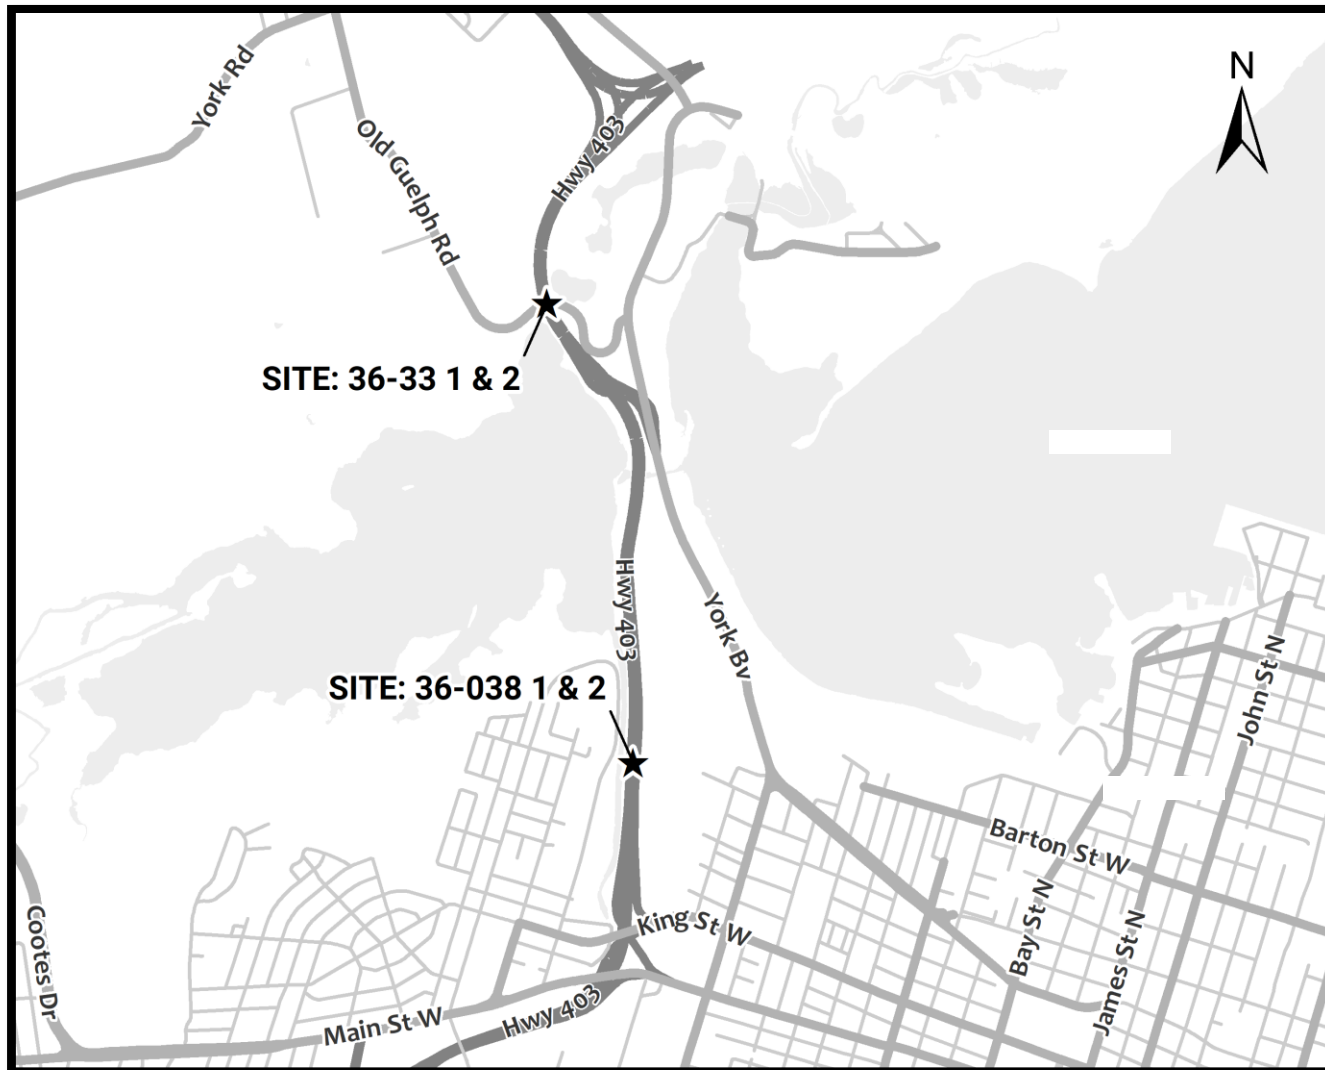 N
York Rd
Old Guelph Rd
Hwy 403
SITE: 36-33 1 & 2
Hwy 403
York Bv
SITE: 36-038 1 & 2
John St N
Barton St W
Bay St N
James St N
King St W
Cootes Dr
Main St W
Hwy 403